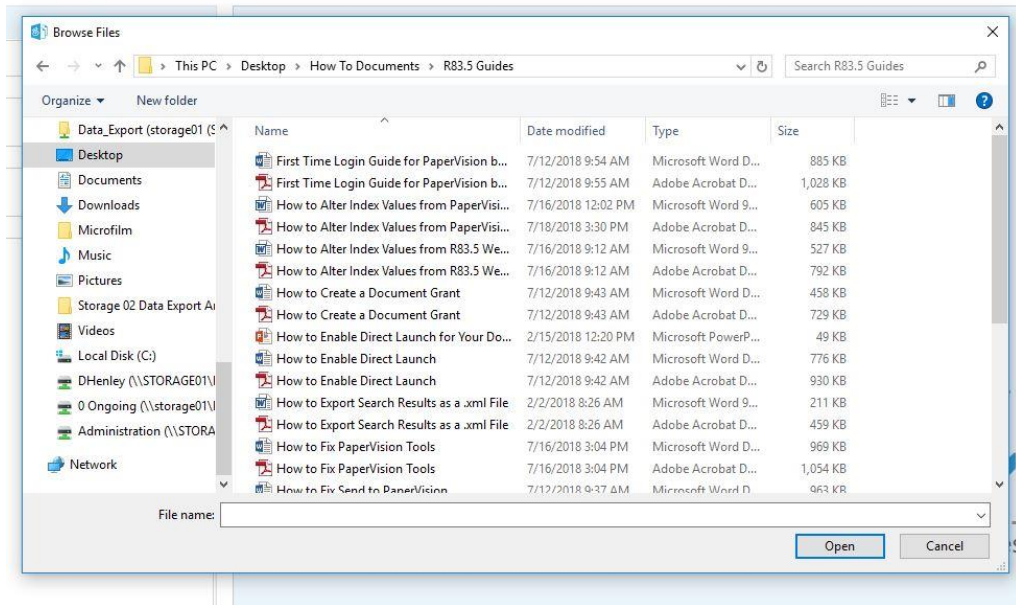 Browse Files
This PC > Desktop > How To Documents > R83.5 Guides
Search R83.5 Guides
Organize New folder
Data_Export (storage01 (S
Desktop
Documents
Downloads
Microfilm
Music
Pictures
Storage 02 Data Export Ar
Videos
Local Disk (C:)
DHenley (\\STORAGE01\
0 Ongoing (\\storage01\
Administration (\\STORA
Network
Name Date modified Type Size
First Time Login Guide for PaperVision b... 7/12/2018 9:54 AM Microsoft Word D... 885 KB
First Time Login Guide for PaperVision b... 7/12/2018 9:55 AM Adobe Acrobat D... 1,028 KB
How to Alter Index Values from PaperVisi... 7/16/2018 12:02 PM Microsoft Word 9... 605 KB
How to Alter Index Values from PaperVisi... 7/18/2018 3:30 PM Adobe Acrobat D... 845 KB
How to Alter Index Values from R83.5 We... 7/16/2018 9:12 AM Microsoft Word 9... 527 KB
How to Alter Index Values from R83.5 We... 7/16/2018 9:12 AM Adobe Acrobat D... 792 KB
How to Create a Document Grant 7/12/2018 9:43 AM Microsoft Word D... 458 KB
How to Create a Document Grant 7/12/2018 9:43 AM Adobe Acrobat D... 729 KB
How to Enable Direct Launch for Your Do... 2/15/2018 12:20 PM Microsoft PowerP... 49 KB
How to Enable Direct Launch 7/12/2018 9:42 AM Microsoft Word D... 776 KB
How to Enable Direct Launch 7/12/2018 9:42 AM Adobe Acrobat D... 930 KB
How to Export Search Results as a .xml File 2/2/2018 8:26 AM Microsoft Word 9... 211 KB
How to Export Search Results as a .xml File 2/2/2018 8:26 AM Adobe Acrobat D... 459 KB
How to Fix PaperVision Tools 7/16/2018 3:04 PM Microsoft Word D... 969 KB
How to Fix PaperVision Tools 7/16/2018 3:04 PM Adobe Acrobat D... 1,054 KB
How to Fix Send to PaperVision 7/12/2018 9:37 AM Microsoft Word D... 963 KB
File name:
Open Cancel